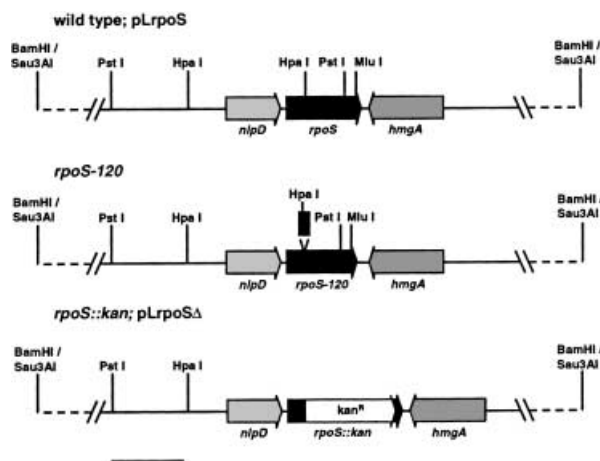 wild type; pLrpoS
BamHI /
Sau3AI
Pst I
Hpa I
Hpa I
Pst I
Mlu I
BamHI /
Sau3AI
nlpD
rpoS
hmgA
rpoS-120
BamHI /
Sau3AI
Pst I
Hpa I
Hpa I
Pst I
Mlu I
BamHI /
Sau3AI
nlpD
rpoS-120
hmgA
rpoS::kan; pLrpoSΔ
BamHI /
Sau3AI
Pst I
Hpa I
BamHI /
Sau3AI
kanᴿ
nlpD
rpoS::kan
hmgA